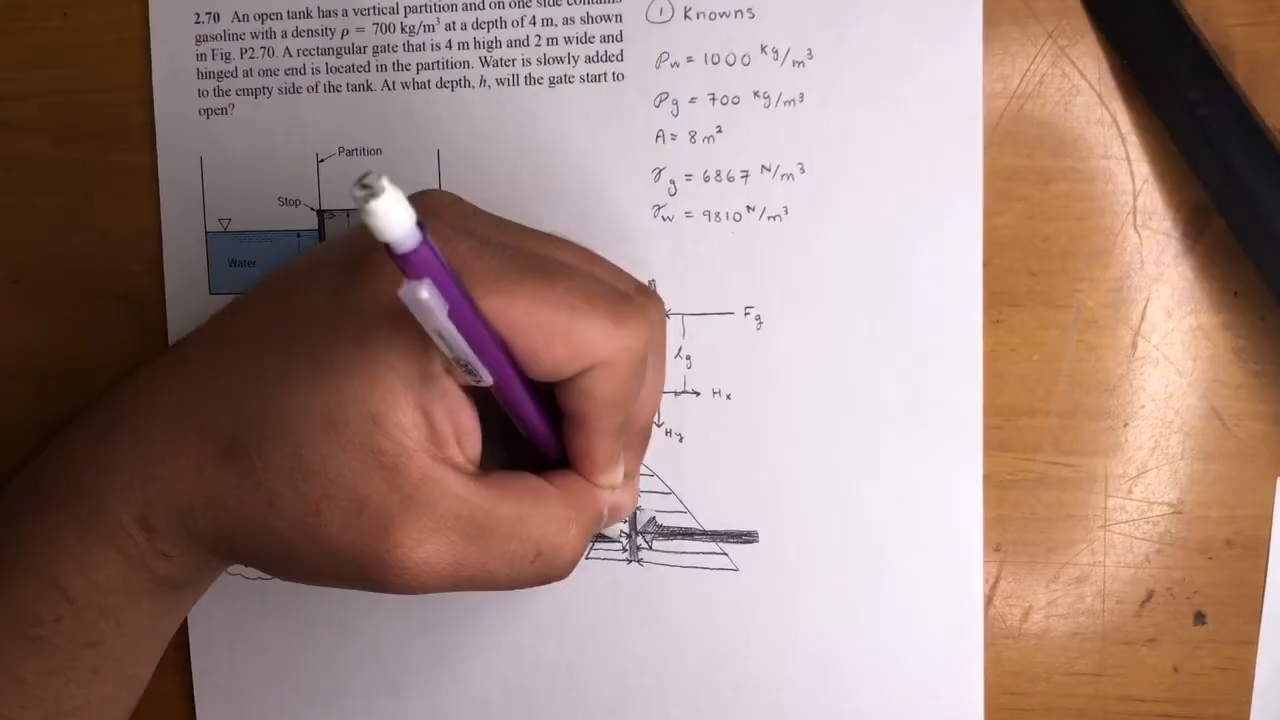 2.70 An open tank has a vertical partition and on one side contains
gasoline with a density ρ = 700 kg/m³ at a depth of 4 m, as shown
in Fig. P2.70. A rectangular gate that is 4 m high and 2 m wide and
hinged at one end is located in the partition. Water is slowly added
to the empty side of the tank. At what depth, h, will the gate start to
open?
Partition
Stop
Water
① Knowns
ρw = 1000 kg/m³
ρg = 700 kg/m³
A = 8 m²
γg = 6867 N/m³
γw = 9810 N/m³
Fg
lg
Hx
Hy